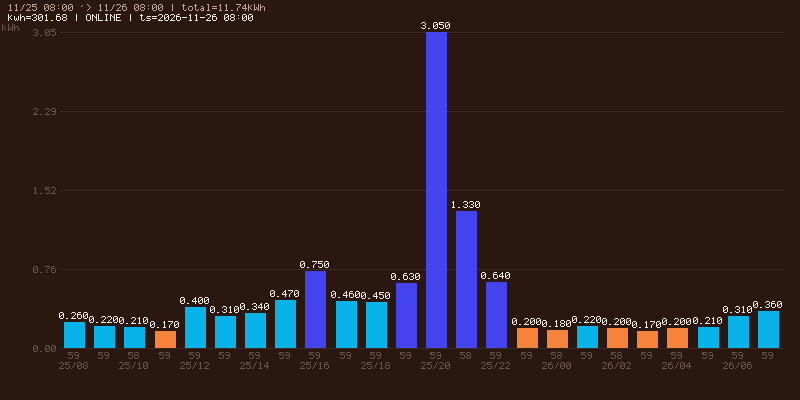 11/25 08:00 -> 11/26 08:00 | total=11.74kWh
Kwh=301.68 | ONLINE | ts=2026-11-26 08:00
kWh
3.05
2.29
1.52
0.76
0.00
0.260 0.220 0.210 0.170 0.400 0.310 0.340 0.470 0.750 0.460 0.450 0.630 3.050 1.330 0.640 0.200 0.180 0.220 0.200 0.170 0.200 0.210 0.310 0.360
59 59 58 59 59 59 59 59 59 59 59 59 59 58 59 59 58 59 58 59 59 59 59 59
25/08 25/10 25/12 25/14 25/16 25/18 25/20 25/22 26/00 26/02 26/04 26/06